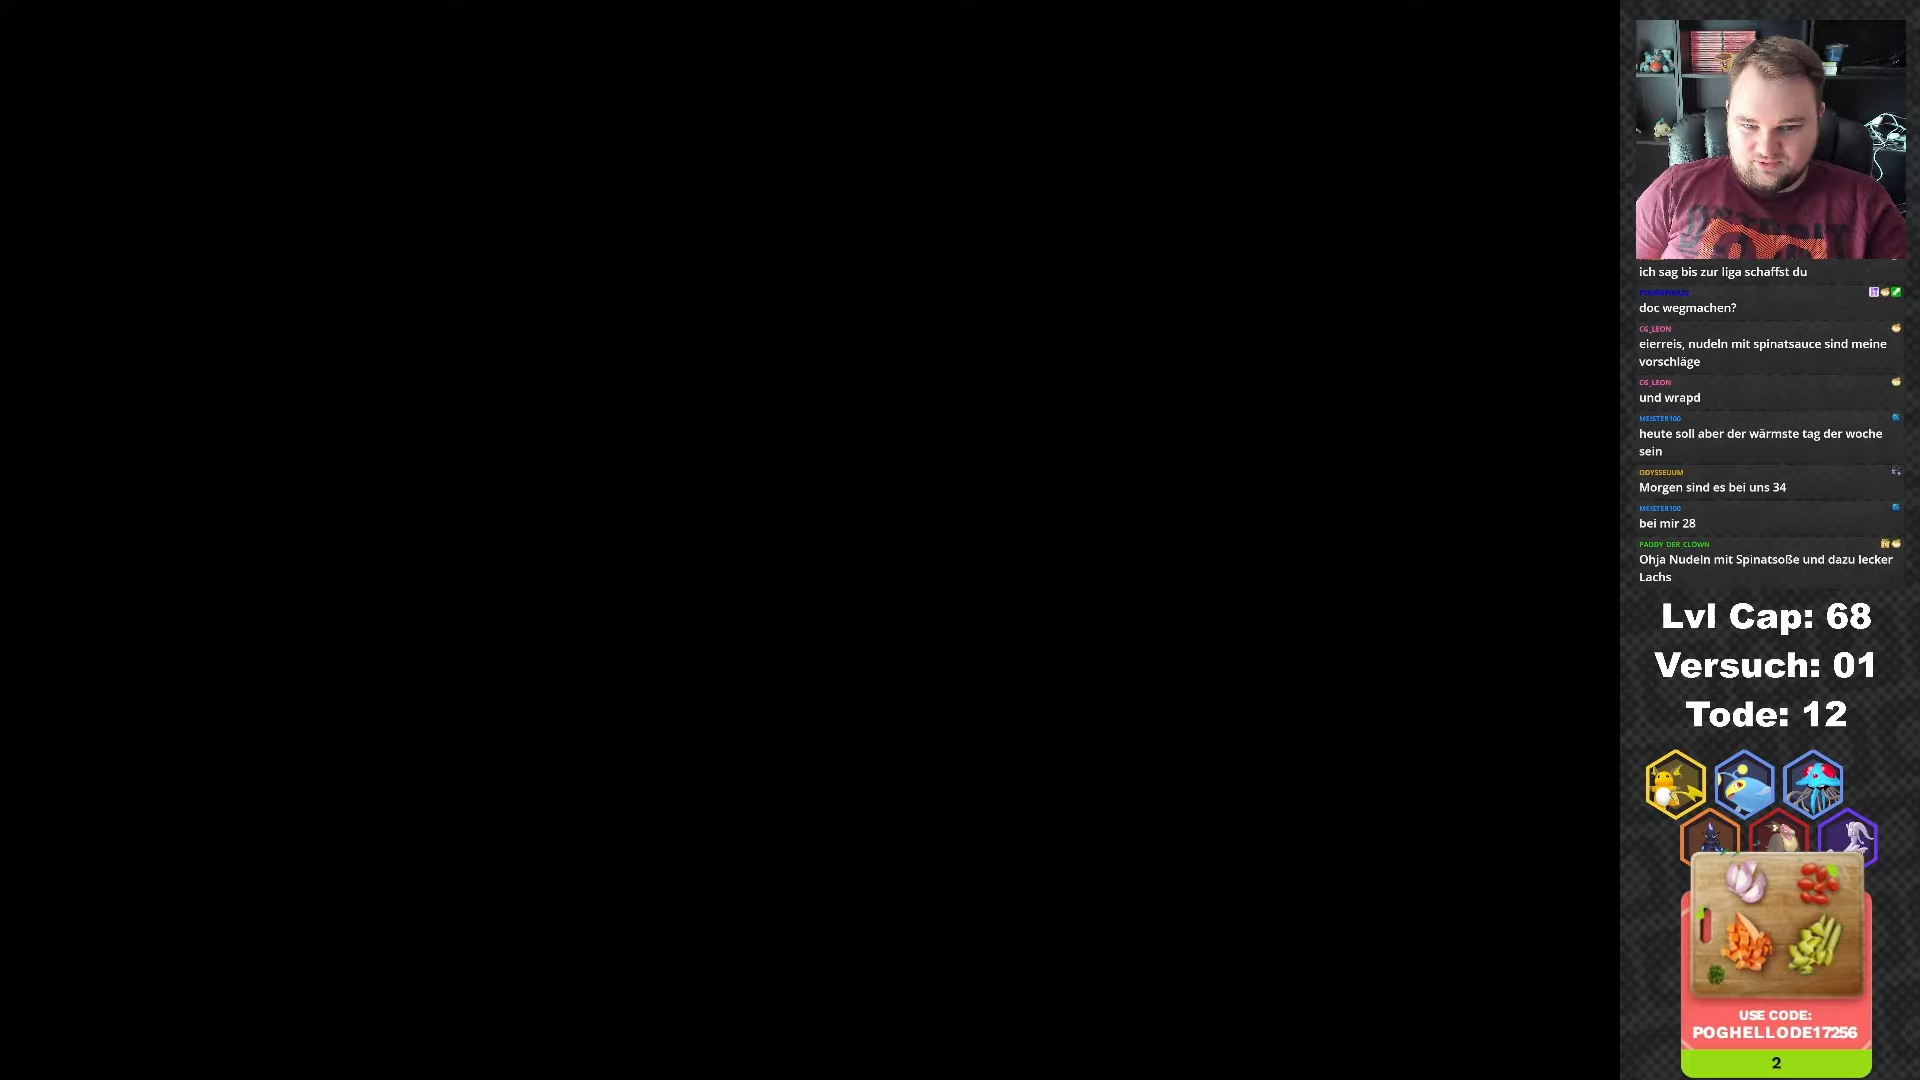 ich sag bis zur liga schaffst du
POWERPIKA22
doc wegmachen?
CG_LEON
eierreis, nudeln mit spinatsauce sind meine
vorschläge
CG_LEON
und wrapd
MEISTER100
heute soll aber der wärmste tag der woche
sein
ODYSSEUUM
Morgen sind es bei uns 34
MEISTER100
bei mir 28
PADDY_DER_CLOWN
Ohja Nudeln mit Spinatsoße und dazu lecker
Lachs
Lvl Cap: 68
Versuch: 01
Tode: 12
USE CODE:
POGHELLODE17256
2